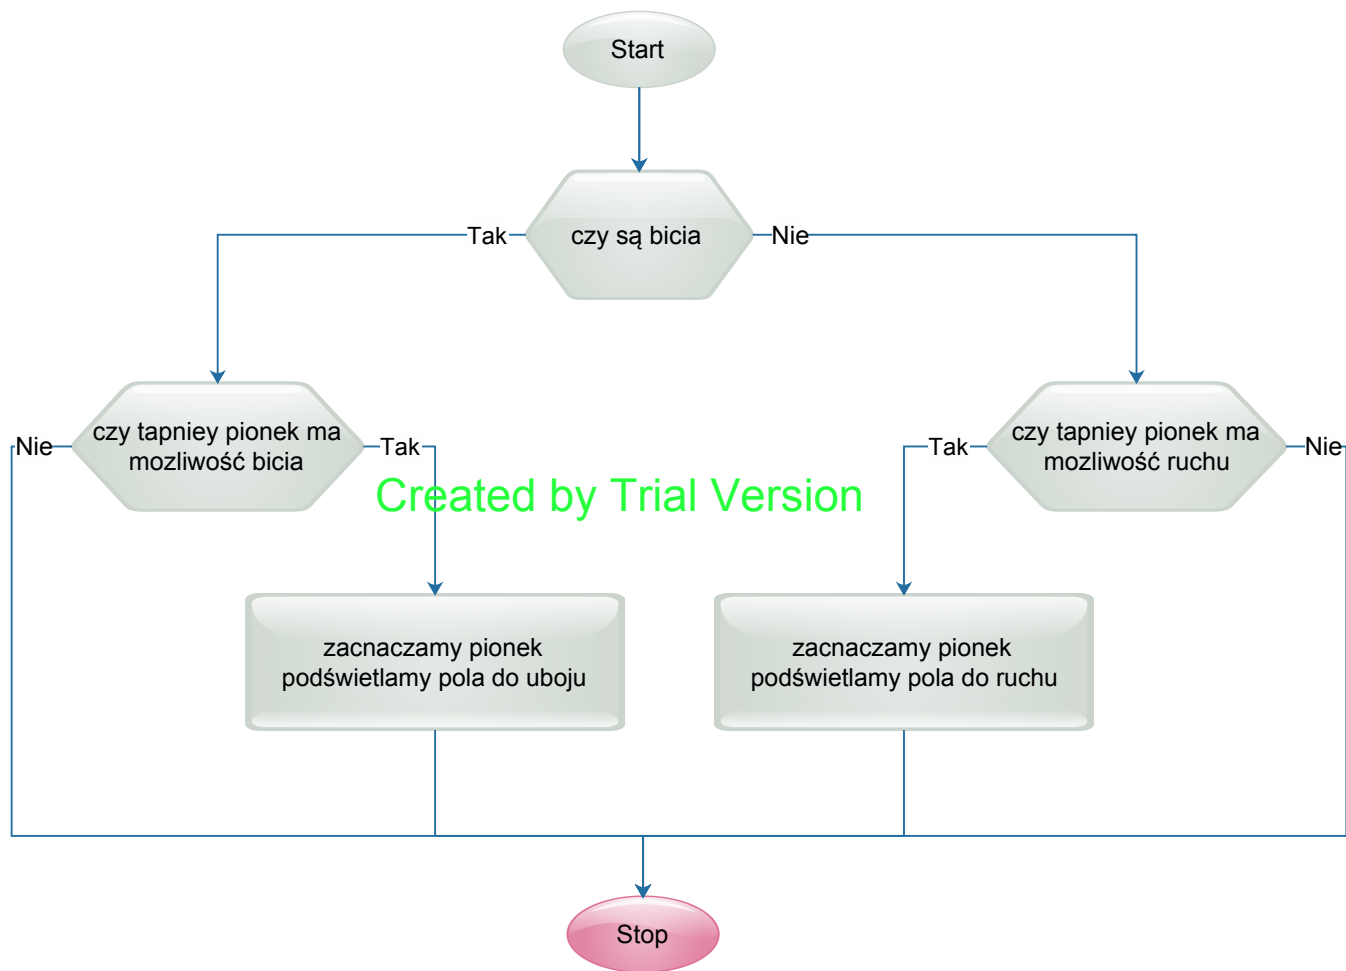 Start
czy są bicia
Tak
Nie
czy tapniey pionek ma
mozliwość bicia
Nie
Tak
czy tapniey pionek ma
mozliwość ruchu
Tak
Nie
Created by Trial Version
zacnaczamy pionek
podświetlamy pola do uboju
zacnaczamy pionek
podświetlamy pola do ruchu
Stop